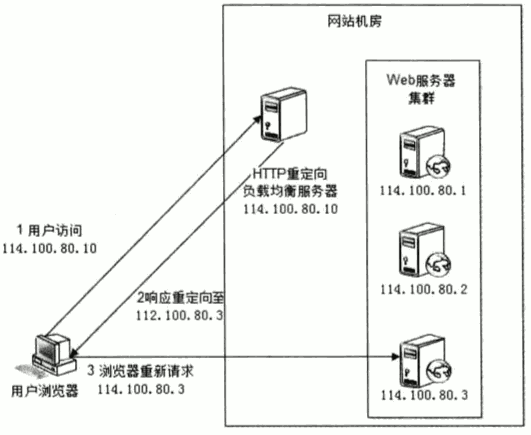 网站机房
Web服务器
集群
114.100.80.1
HTTP重定向
负载均衡服务器
114.100.80.10
1 用户访问
114.100.80.10
114.100.80.2
2响应重定向至
112.100.80.3
3 浏览器重新请求
114.100.80.3
114.100.80.3
用户浏览器